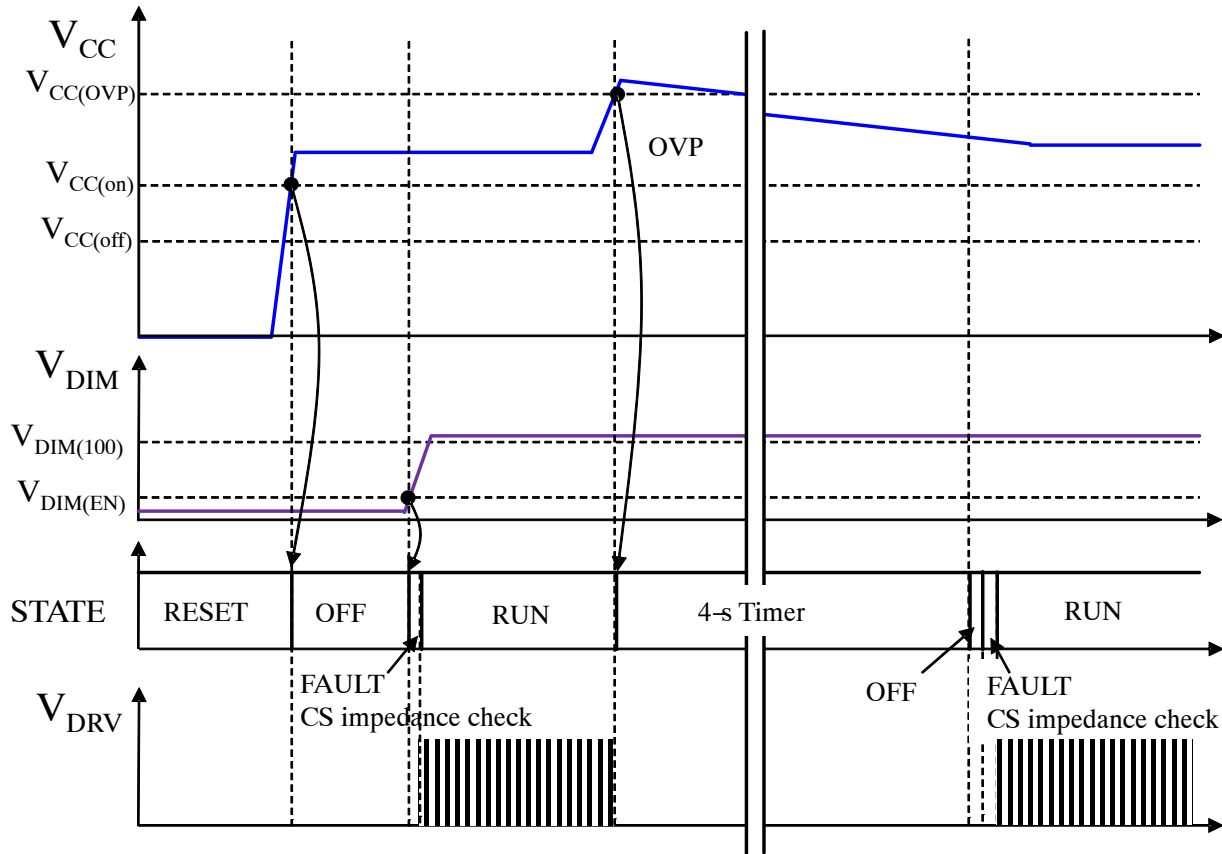 VCC
VCC(OVP)
OVP
VCC(on)
VCC(off)
VDIM
VDIM(100)
VDIM(EN)
STATE
RESET
OFF
RUN
4–s Timer
RUN
FAULT
CS impedance check
OFF
FAULT
CS impedance check
VDRV